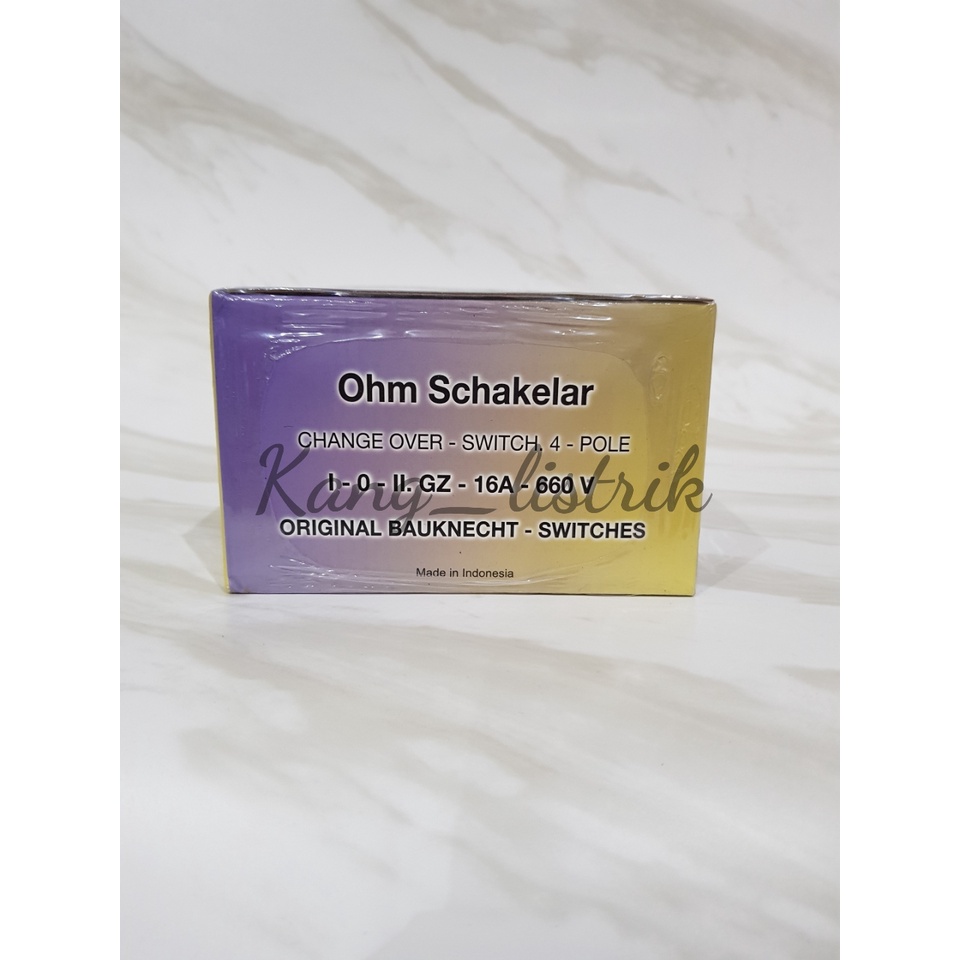 Ohm Schakelar
CHANGE OVER - SWITCH, 4 - POLE
I - 0 - II. GZ - 16A - 660 V
Kang_listrik
ORIGINAL BAUKNECHT - SWITCHES
Made in Indonesia